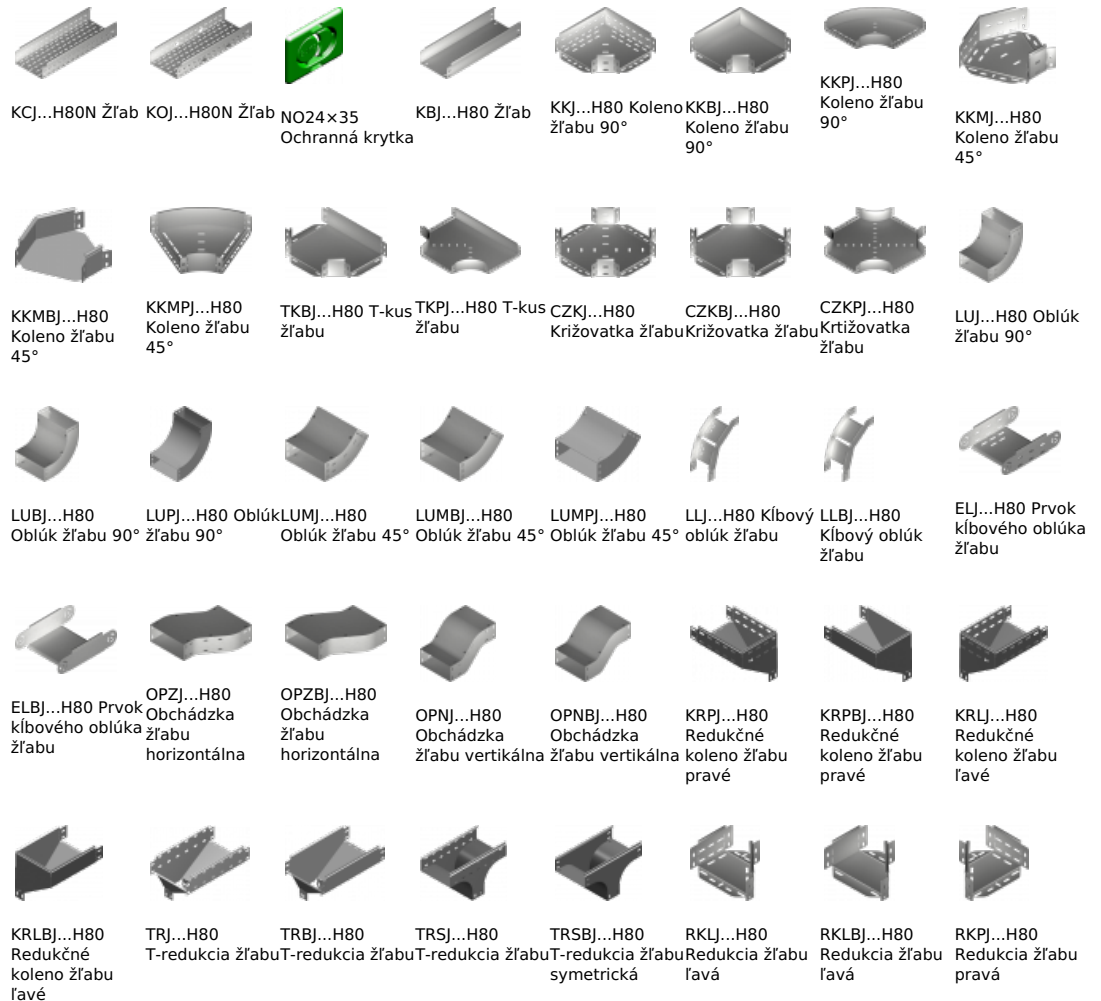 KCJ...H80N Žľab
KOJ...H80N Žľab
NO24×35
Ochranná krytka
KBJ...H80 Žľab
KKJ...H80 Koleno
žľabu 90°
KKBJ...H80
Koleno žľabu
90°
KKPJ...H80
Koleno žľabu
90°
KKMJ...H80
Koleno žľabu
45°
KKMBJ...H80
Koleno žľabu
45°
KKMPJ...H80
Koleno žľabu
45°
TKBJ...H80 T-kus
žľabu
TKPJ...H80 T-kus
žľabu
CZKJ...H80
Križovatka žľabu
CZKBJ...H80
Križovatka žľabu
CZKPJ...H80
Krtižovatka
žľabu
LUJ...H80 Oblúk
žľabu 90°
LUBJ...H80
Oblúk žľabu 90°
LUPJ...H80 Oblúk
žľabu 90°
LUMJ...H80
Oblúk žľabu 45°
LUMBJ...H80
Oblúk žľabu 45°
LUMPJ...H80
Oblúk žľabu 45°
LLJ...H80 Kĺbový
oblúk žľabu
LLBJ...H80
Kĺbový oblúk
žľabu
ELJ...H80 Prvok
kĺbového oblúka
žľabu
ELBJ...H80 Prvok
kĺbového oblúka
žľabu
OPZJ...H80
Obchádzka
žľabu
horizontálna
OPZBJ...H80
Obchádzka
žľabu
horizontálna
OPNJ...H80
Obchádzka
žľabu vertikálna
OPNBJ...H80
Obchádzka
žľabu vertikálna
KRPJ...H80
Redukčné
koleno žľabu
pravé
KRPBJ...H80
Redukčné
koleno žľabu
pravé
KRLJ...H80
Redukčné
koleno žľabu
ľavé
KRLBJ...H80
Redukčné
koleno žľabu
ľavé
TRJ...H80
T-redukcia žľabu
TRBJ...H80
T-redukcia žľabu
TRSJ...H80
T-redukcia žľabu
TRSBJ...H80
T-redukcia žľabu
symetrická
RKLJ...H80
Redukcia žľabu
ľavá
RKLBJ...H80
Redukcia žľabu
ľavá
RKPJ...H80
Redukcia žľabu
pravá